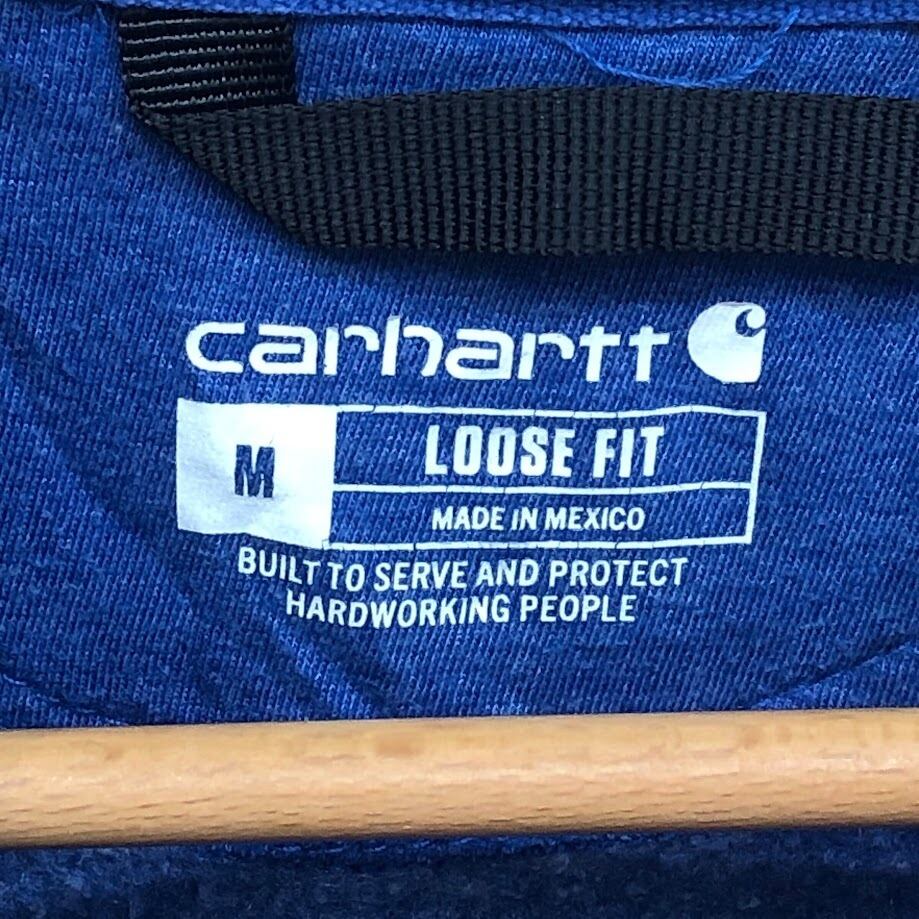 carhartt
M
LOOSE FIT
MADE IN MEXICO
BUILT TO SERVE AND PROTECT
HARDWORKING PEOPLE